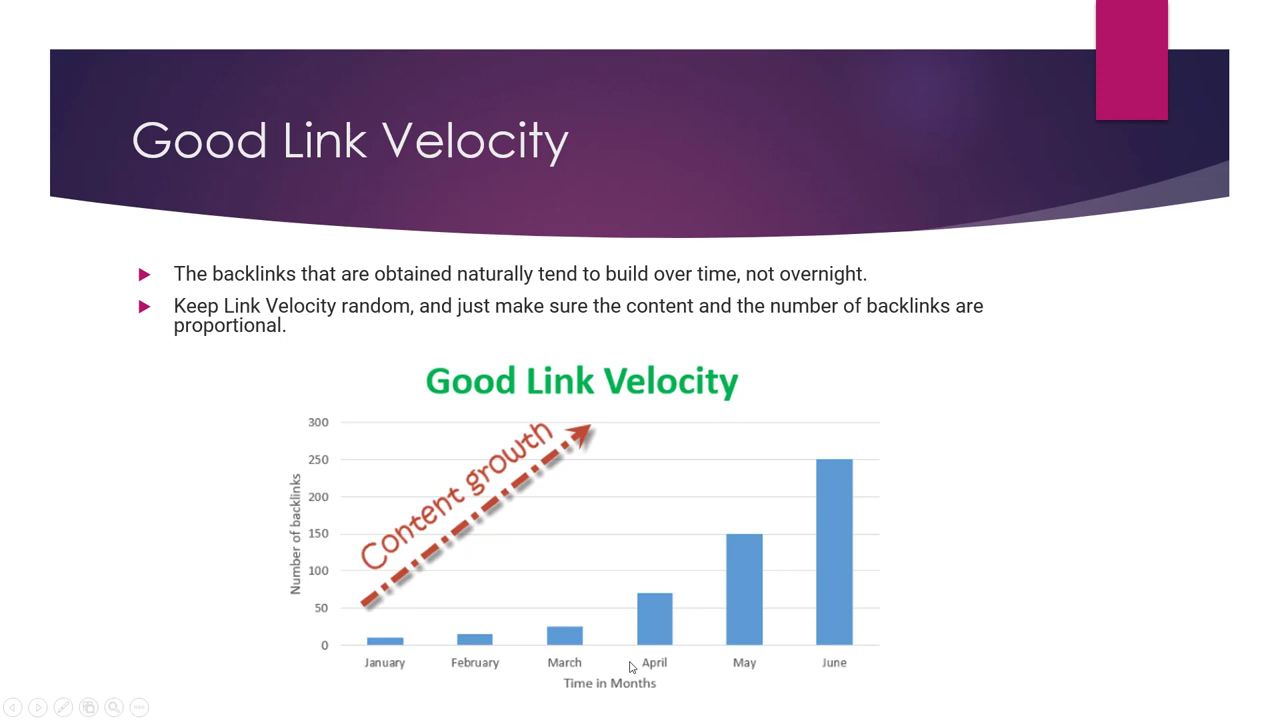 Good Link Velocity
The backlinks that are obtained naturally tend to build over time, not overnight.
Keep Link Velocity random, and just make sure the content and the number of backlinks are
proportional.
Good Link Velocity
300
250
200
150
100
50
0
Number of backlinks
Content growth
January February March April May June
Time in Months